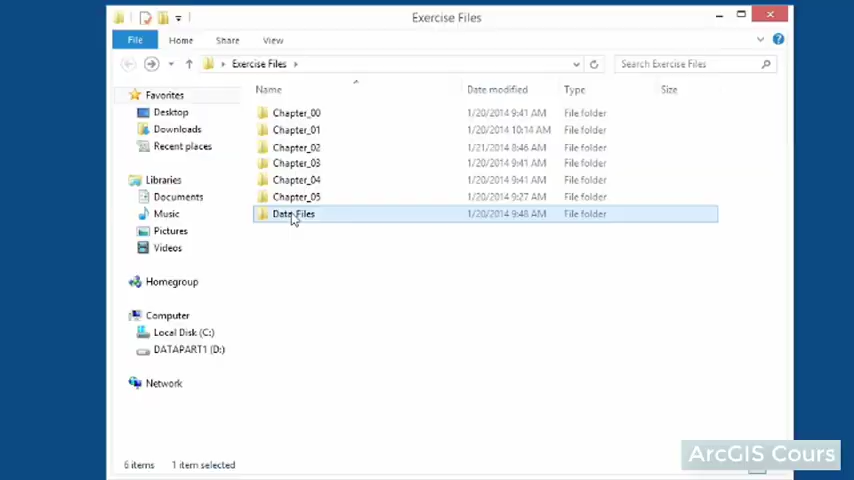 Exercise Files
File Home Share View
Exercise Files
Search Exercise Files
Name Date modified Type Size
Favorites
Desktop
Downloads
Recent places
Libraries
Documents
Music
Pictures
Videos
Homegroup
Computer
Local Disk (C:)
DATAPART1 (D:)
Network
Chapter_00 1/20/2014 9:41 AM File folder
Chapter_01 1/20/2014 10:14 AM File folder
Chapter_02 1/21/2014 8:46 AM File folder
Chapter_03 1/20/2014 9:41 AM File folder
Chapter_04 1/20/2014 9:41 AM File folder
Chapter_05 1/20/2014 9:27 AM File folder
Data Files 1/20/2014 9:48 AM File folder
6 items 1 item selected
ArcGIS Cours